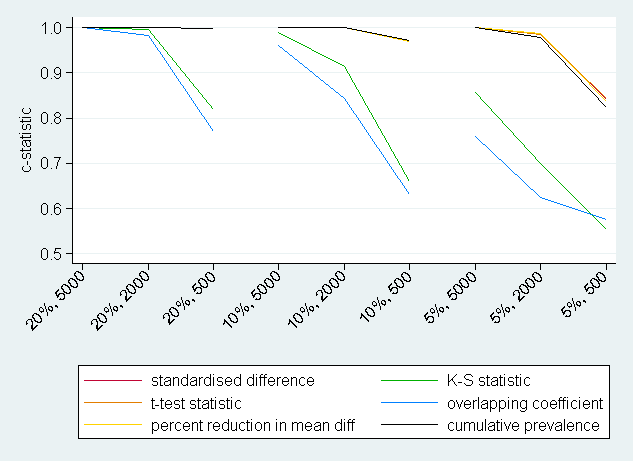 c-statistic
1.0
0.9
0.8
0.7
0.6
0.5
20%, 5000
20%, 2000
20%, 500
10%, 5000
10%, 2000
10%, 500
5%, 5000
5%, 2000
5%, 500
standardised difference
K-S statistic
t-test statistic
overlapping coefficient
percent reduction in mean diff
cumulative prevalence